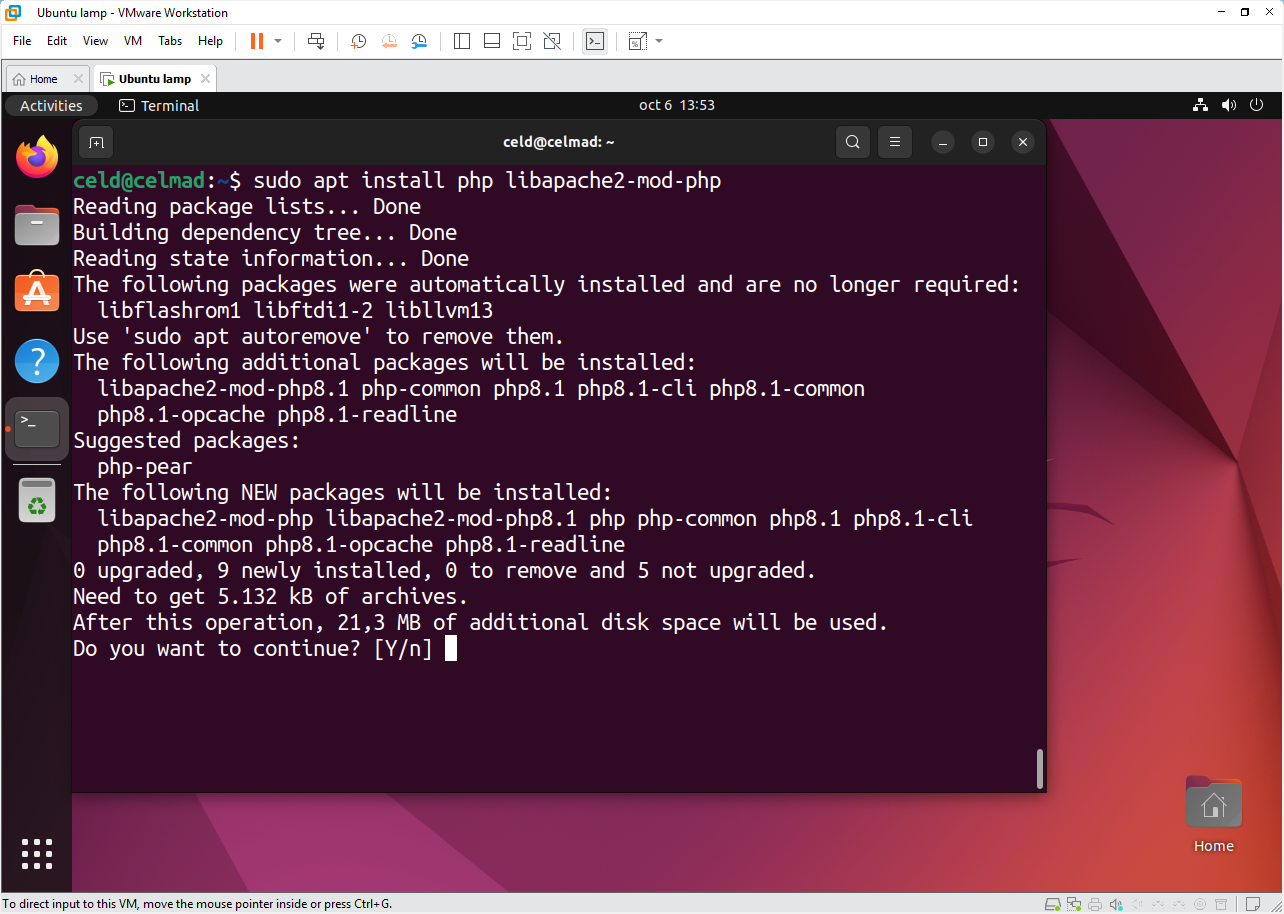 Ubuntu lamp - VMware Workstation
File Edit View VM Tabs Help
Home
Ubuntu lamp
Activities
Terminal
oct 6 13:53
celd@celmad: ~
celd@celmad:~$ sudo apt install php libapache2-mod-php
Reading package lists... Done
Building dependency tree... Done
Reading state information... Done
The following packages were automatically installed and are no longer required:
libflashrom1 libftdi1-2 libllvm13
Use 'sudo apt autoremove' to remove them.
The following additional packages will be installed:
libapache2-mod-php8.1 php-common php8.1 php8.1-cli php8.1-common
php8.1-opcache php8.1-readline
Suggested packages:
php-pear
The following NEW packages will be installed:
libapache2-mod-php libapache2-mod-php8.1 php php-common php8.1 php8.1-cli
php8.1-common php8.1-opcache php8.1-readline
0 upgraded, 9 newly installed, 0 to remove and 5 not upgraded.
Need to get 5.132 kB of archives.
After this operation, 21,3 MB of additional disk space will be used.
Do you want to continue? [Y/n]
Home
To direct input to this VM, move the mouse pointer inside or press Ctrl+G.